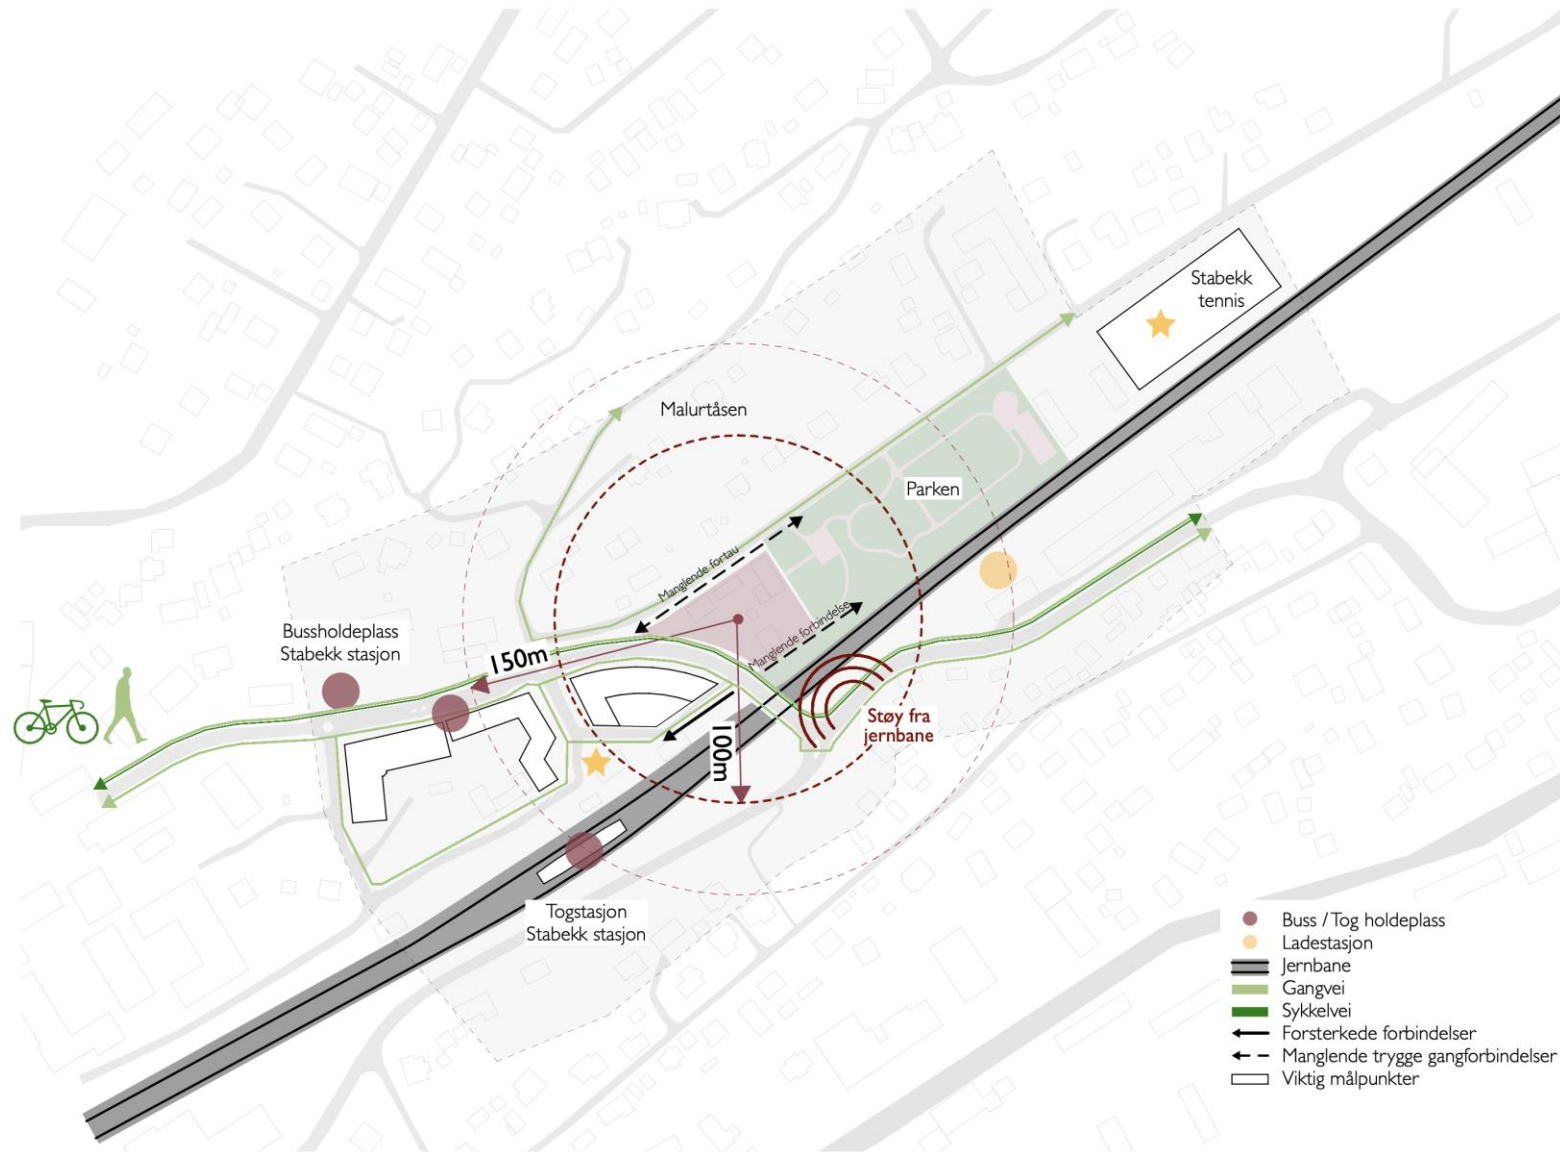 Stabekk
tennis
Malurtåsen
Parken
Manglende fortau
Manglende forbindelse
Bussholdeplass
Stabekk stasjon
150m
100m
Støy fra
jernbane
Togstasjon
Stabekk stasjon
Buss / Tog holdeplass
Ladestasjon
Jernbane
Gangvei
Sykkelvei
Forsterkede forbindelser
Manglende trygge gangforbindelser
Viktig målpunkter